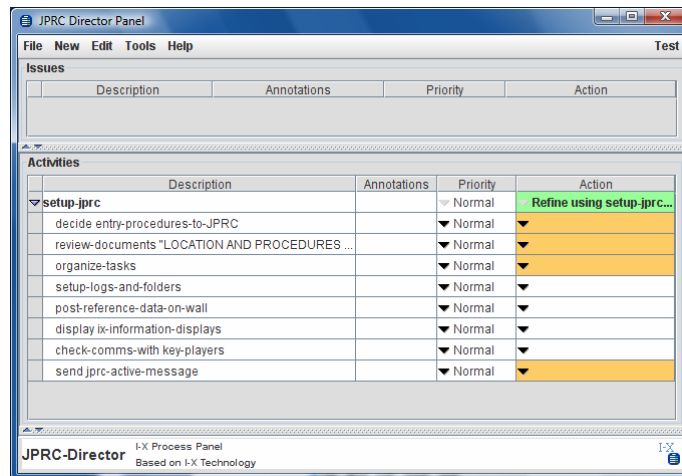 JPRC Director Panel
File New Edit Tools Help Test
Issues
Description Annotations Priority Action
Activities
Description Annotations Priority Action
setup-jprc Normal Refine using setup-jprc...
decide entry-procedures-to-JPRC Normal
review-documents "LOCATION AND PROCEDURES ... Normal
organize-tasks Normal
setup-logs-and-folders Normal
post-reference-data-on-wall Normal
display ix-information-displays Normal
check-comms-with key-players Normal
send jprc-active-message Normal
JPRC-Director I-X Process Panel I-X
Based on I-X Technology